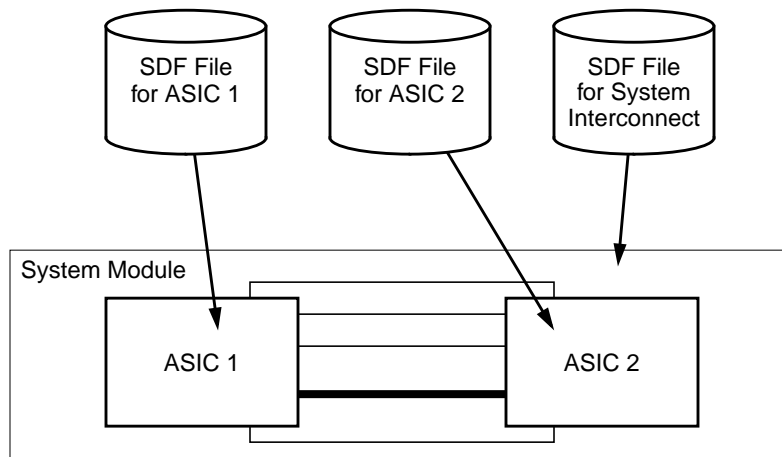 SDF File
for ASIC 1
SDF File
for ASIC 2
SDF File
for System
Interconnect
System Module
ASIC 1
ASIC 2